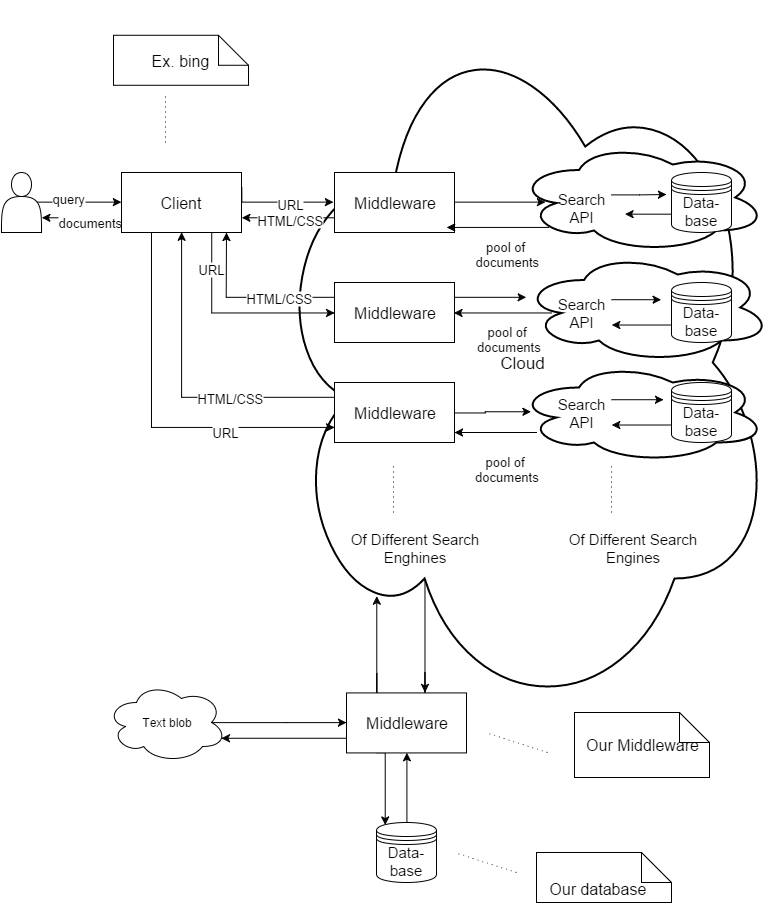 Ex. bing
query
documents
Client
URL
HTML/CSS
Middleware
Search
API
Data-
base
pool of
documents
URL
HTML/CSS
Middleware
Search
API
Data-
base
pool of
documents
Cloud
HTML/CSS
URL
Middleware
Search
API
Data-
base
pool of
documents
Of Different Search
Enghines
Of Different Search
Engines
Text blob
Middleware
Our Middleware
Data-
base
Our database